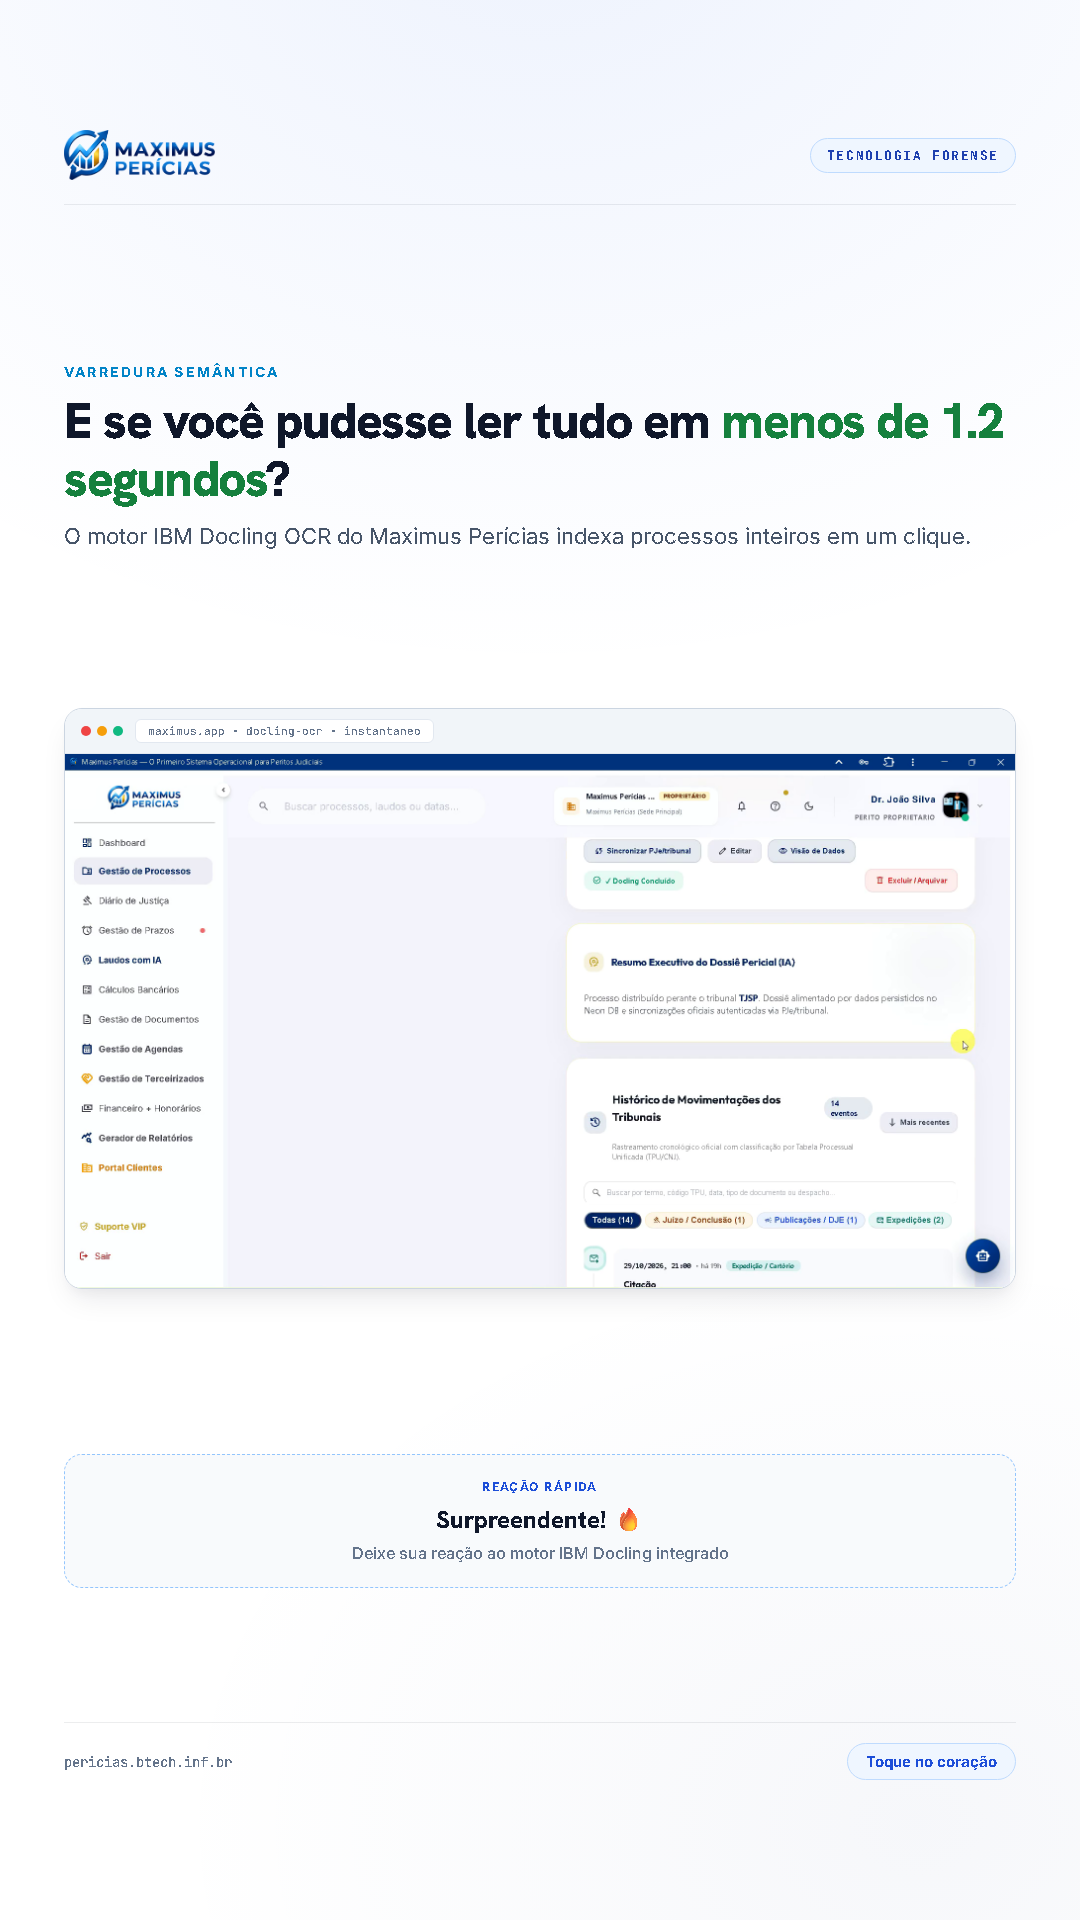 MAXIMUS
PERÍCIAS
TECNOLOGIA FORENSE
VARREDURA SEMÂNTICA
E se você pudesse ler tudo em menos de 1.2
segundos?
O motor IBM Docling OCR do Maximus Perícias indexa processos inteiros em um clique.
maximus.app - docling-ocr - instantaneo
Maximus Perícias — O Primeiro Sistema Operacional para Peritos Judiciais
MAXIMUS
PERÍCIAS
Buscar processos, laudos ou datas...
Maximus Perícias ... PROPRIETÁRIO
Maximus Perícias (Sede Principal)
Dr. João Silva
PERITO PROPRIETARIO
Dashboard
Gestão de Processos
Diário de Justiça
Gestão de Prazos
Laudos com IA
Cálculos Bancários
Gestão de Documentos
Gestão de Agendas
Gestão de Terceirizados
Financeiro + Honorários
Gerador de Relatórios
Portal Clientes
Suporte VIP
Sair
Sincronizar PJe/tribunal
Editar
Visão de Dados
✓ Docling Concluído
Excluir/Arquivar
Resumo Executivo do Dossiê Pericial (IA)
Processo distribuído perante o tribunal TJSP. Dossiê alimentado por dados persistidos no
Neon DB e sincronizações oficiais autenticadas via PJe/tribunal.
Histórico de Movimentações dos
Tribunais
14
eventos
↓ Mais recentes
Rastreamento cronológico oficial com classificação por Tabela Processual
Unificada (TPU/CNJ).
Buscar por termo, código TPU, data, tipo de documento ou despacho...
Todas (14)
Juízo / Conclusão (1)
Publicações / DJE (1)
Expedições (2)
29/10/2026, 21:00 • há 19h Expedição / Cartório
Citação
REAÇÃO RÁPIDA
Surpreendente! 🔥
Deixe sua reação ao motor IBM Docling integrado
pericias.btech.inf.br
Toque no coração